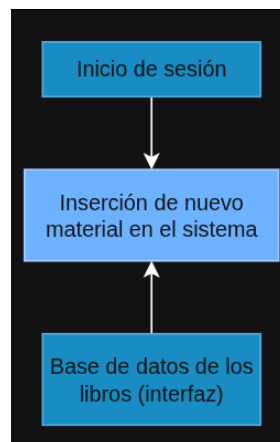 Inicio de sesión
Inserción de nuevo
material en el sistema
Base de datos de los
libros (interfaz)